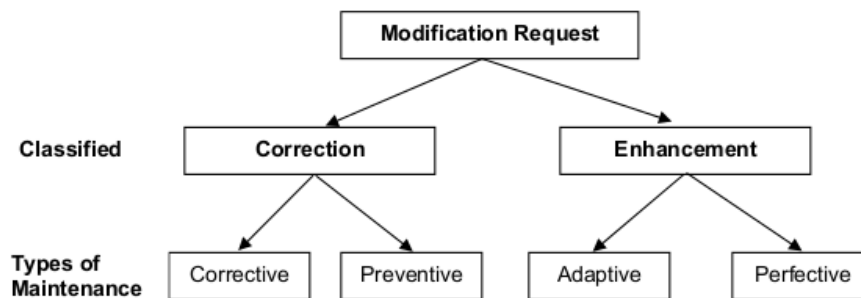 Modification Request
Classified
Correction
Enhancement
Types of
Maintenance
Corrective
Preventive
Adaptive
Perfective